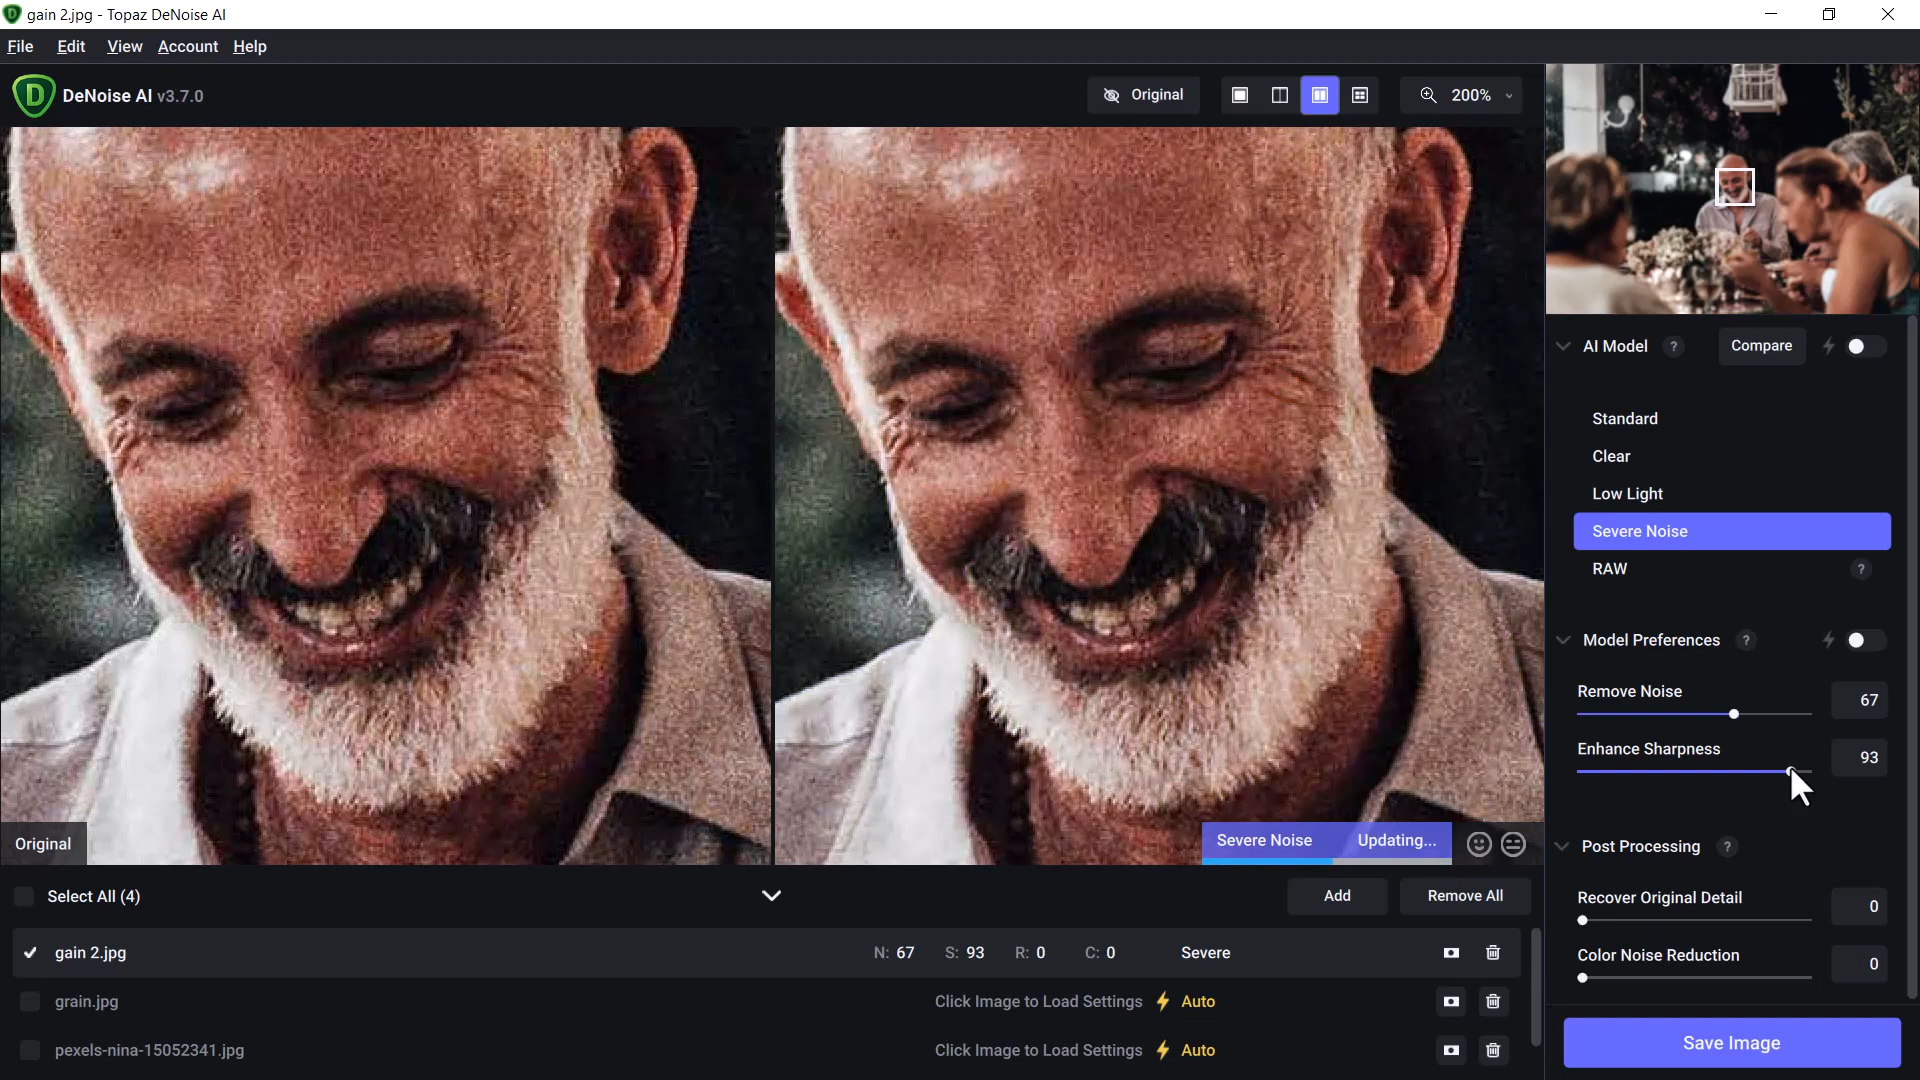 gain 2.jpg - Topaz DeNoise AI
File Edit View Account Help
D DeNoise AI v3.7.0
Original
200%
AI Model ? Compare
Standard
Clear
Low Light
Severe Noise
RAW ?
Model Preferences ?
Remove Noise 67
Enhance Sharpness 93
Post Processing ?
Recover Original Detail 0
Color Noise Reduction 0
Save Image
Original
Severe Noise Updating...
Select All (4) Add Remove All
gain 2.jpg N: 67 S: 93 R: 0 C: 0 Severe
grain.jpg Click Image to Load Settings Auto
pexels-nina-15052341.jpg Click Image to Load Settings Auto